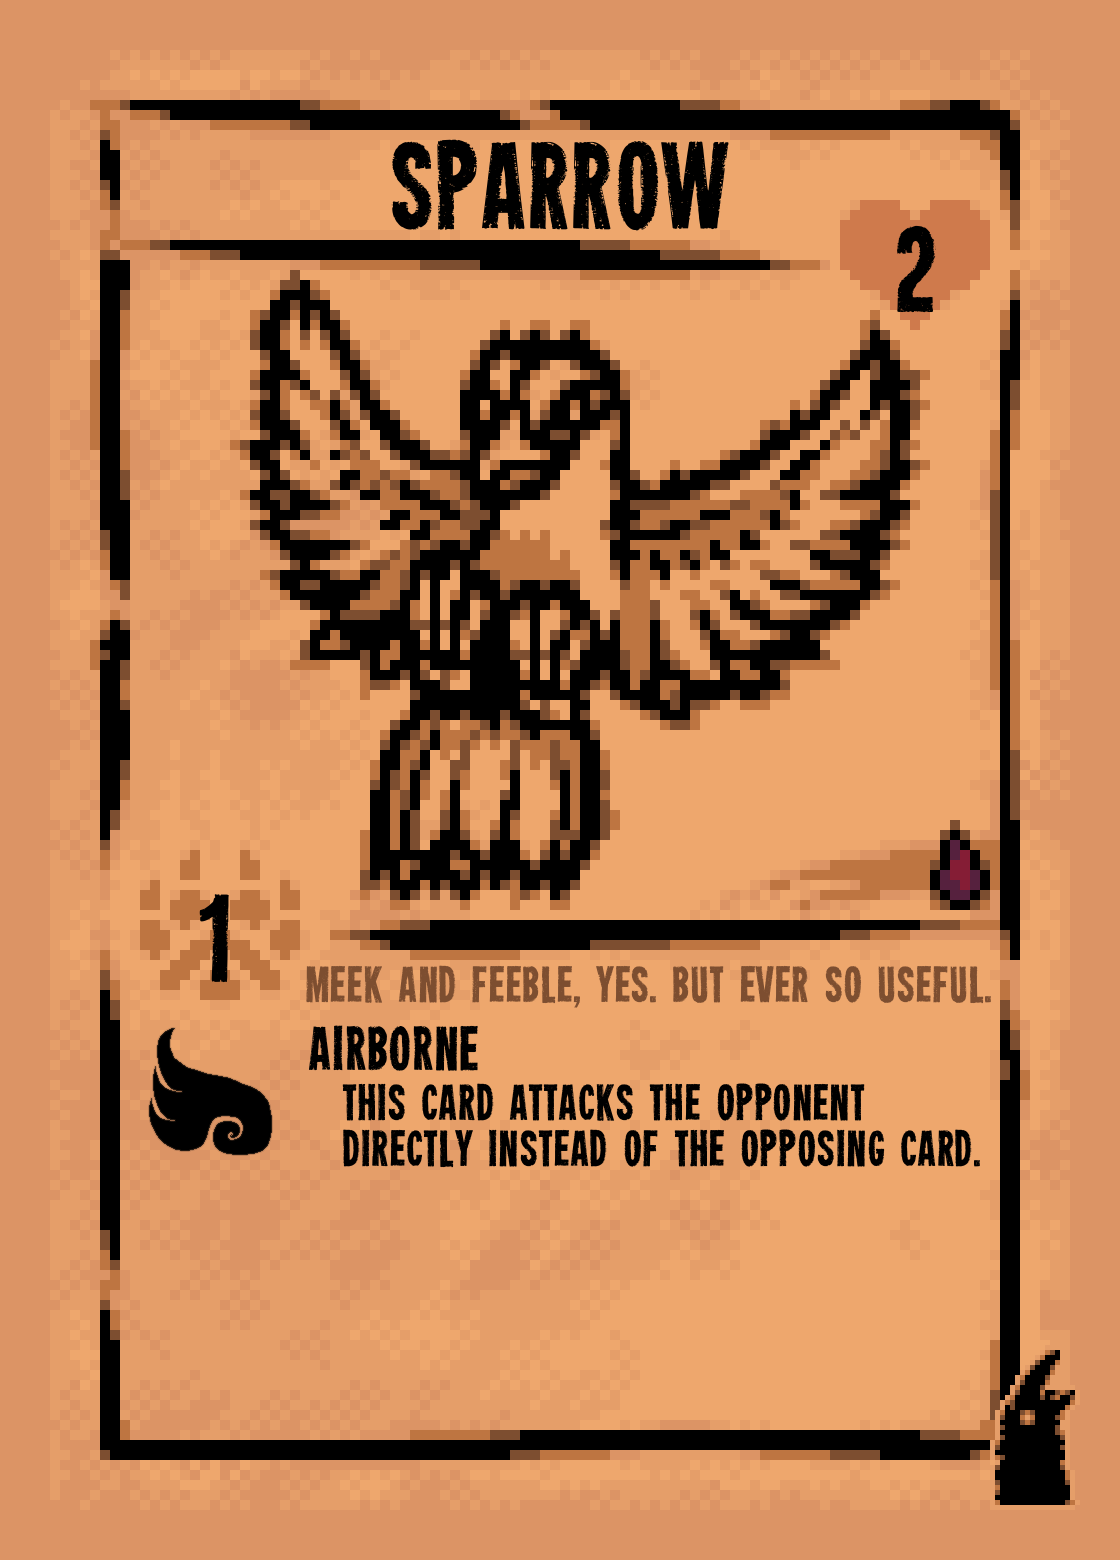 SPARROW
2
1
MEEK AND FEEBLE, YES. BUT EVER SO USEFUL.
AIRBORNE
THIS CARD ATTACKS THE OPPONENT
DIRECTLY INSTEAD OF THE OPPOSING CARD.